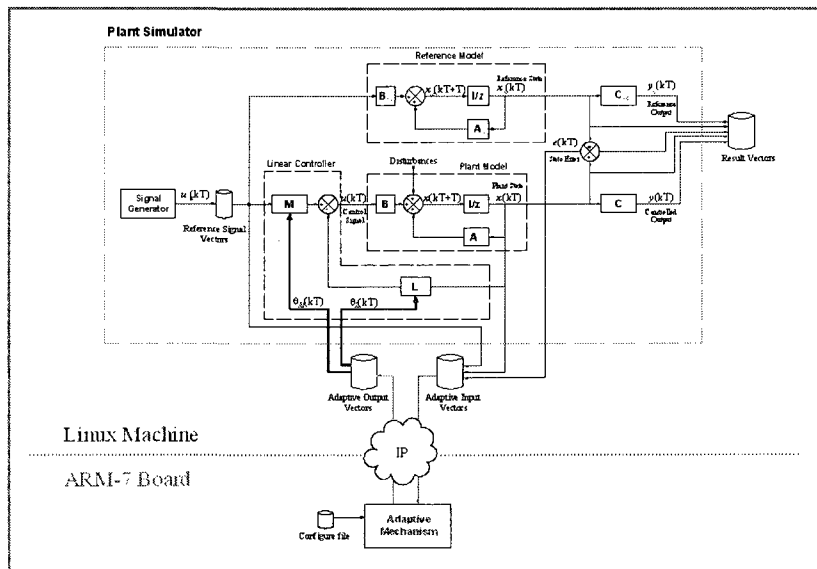 Plant Simulator
Reference Model
Reference State
x(kT+T)
x(kT)
B
I/z
A
C
y(kT)
Reference Output
e(kT)
State Error
Result Vectors
Linear Controller
Disturbances
Plant Model
Plant State
Signal Generator
u(kT)
Reference Signal Vectors
M
u(kT)
Control Signal
B
x(kT+T)
I/z
x(kT)
A
C
y(kT)
Controlled Output
L
θM(kT)
θL(kT)
Adaptive Output Vectors
Adaptive Input Vectors
Linux Machine
IP
ARM-7 Board
Configure file
Adaptive Mechanism